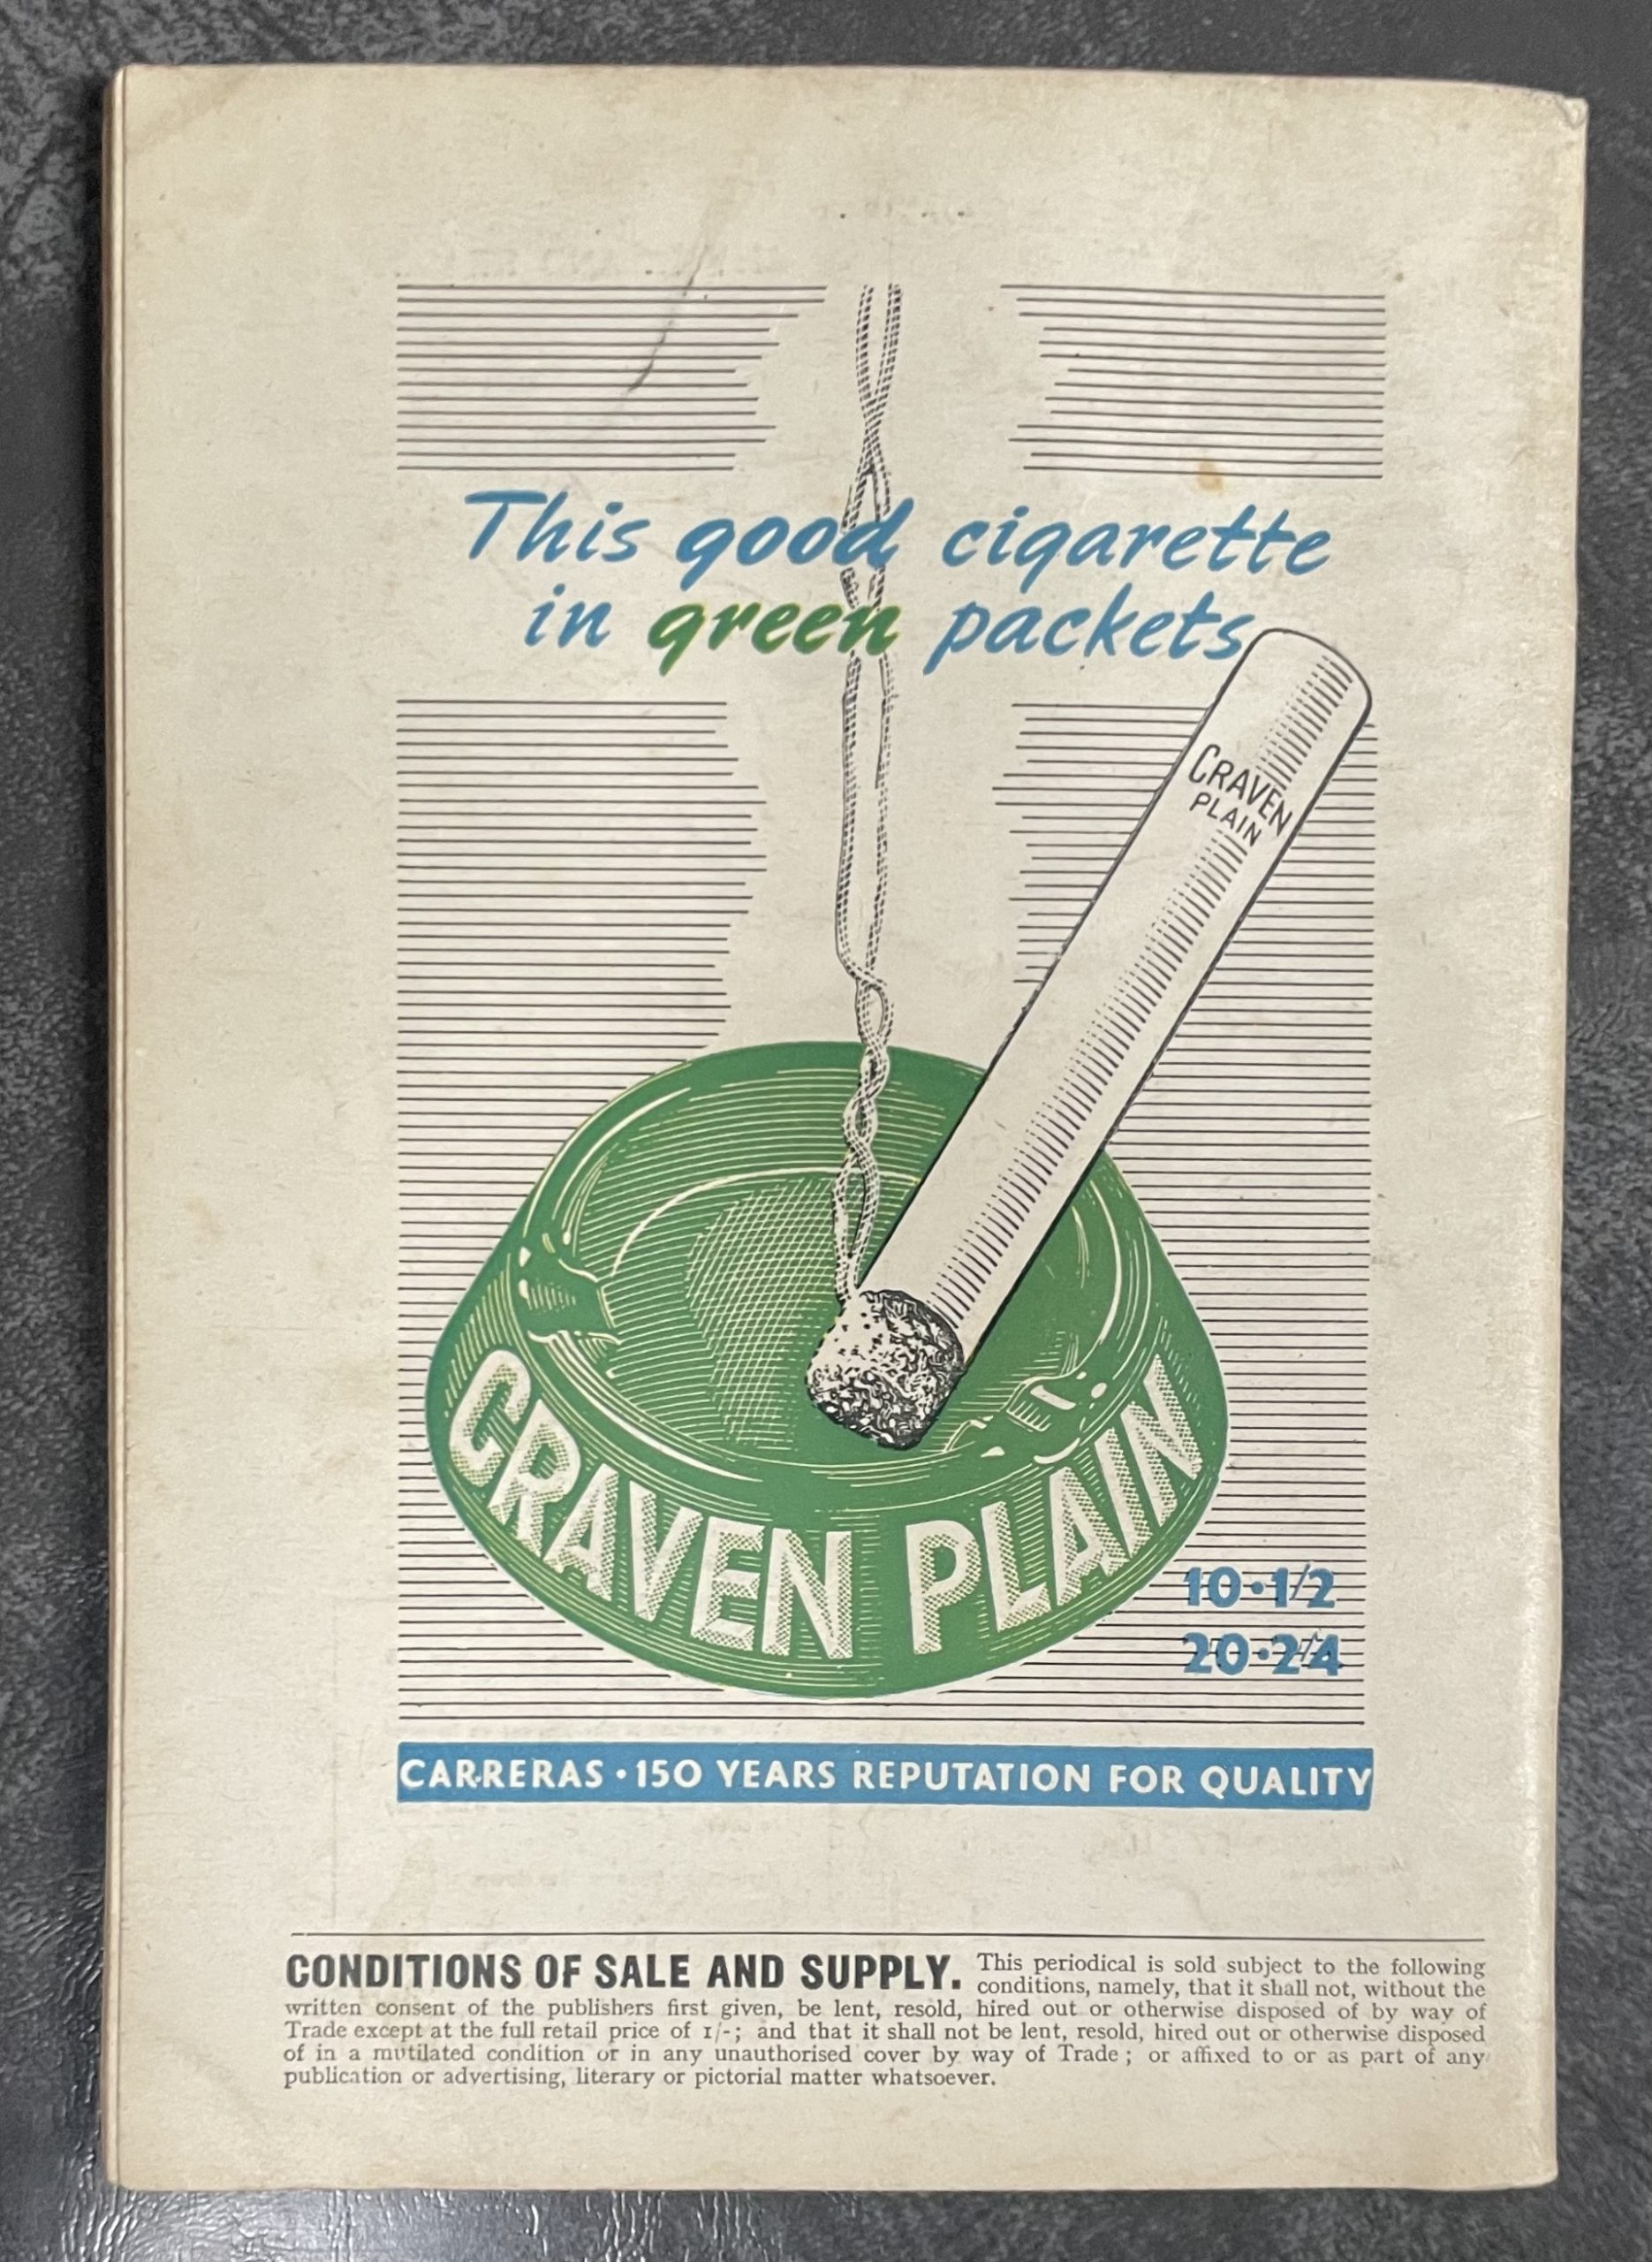 This good cigarette
in green packets
CRAVEN
PLAIN
CRAVEN PLAIN
10·1/2
20·2/4
CARRERAS · 150 YEARS REPUTATION FOR QUALITY
CONDITIONS OF SALE AND SUPPLY. This periodical is sold subject to the following
conditions, namely, that it shall not, without the
written consent of the publishers first given, be lent, resold, hired out or otherwise disposed of by way of
Trade except at the full retail price of 1/-; and that it shall not be lent, resold, hired out or otherwise disposed
of in a mutilated condition or in any unauthorised cover by way of Trade; or affixed to or as part of any
publication or advertising, literary or pictorial matter whatsoever.